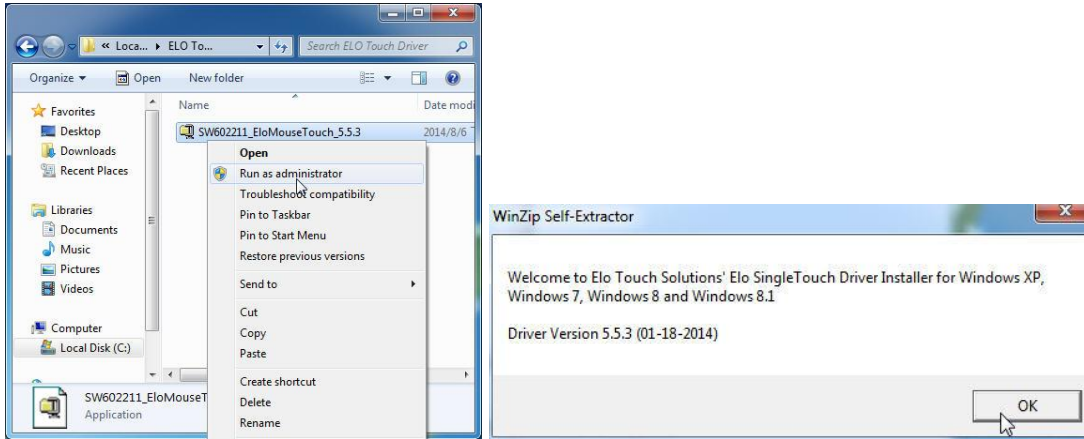 « Loca... ▸ ELO To...
Search ELO Touch Driver
Organize
Open
New folder
Favorites
Desktop
Downloads
Recent Places
Libraries
Documents
Music
Pictures
Videos
Computer
Local Disk (C:)
Name
Date modi
SW602211_EloMouseTouch_5.5.3
2014/8/6
Open
Run as administrator
Troubleshoot compatibility
Pin to Taskbar
Pin to Start Menu
Restore previous versions
Send to
Cut
Copy
Paste
Create shortcut
Delete
Rename
SW602211_EloMouseT
Application
WinZip Self-Extractor
Welcome to Elo Touch Solutions' Elo SingleTouch Driver Installer for Windows XP,
Windows 7, Windows 8 and Windows 8.1
Driver Version 5.5.3 (01-18-2014)
OK